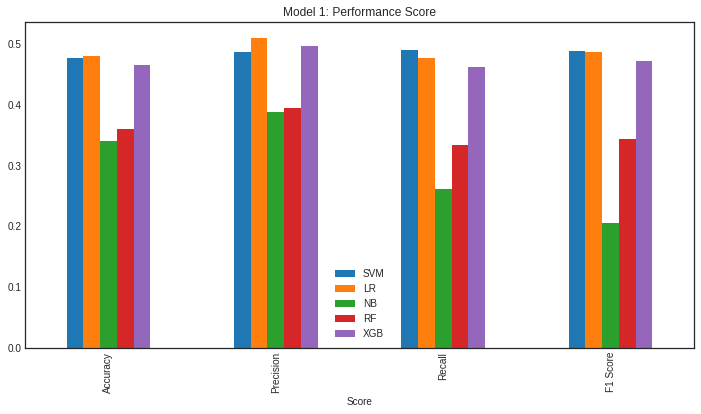 Model 1: Performance Score
0.5
0.4
0.3
0.2
0.1
0.0
SVM
LR
NB
RF
XGB
Accuracy
Precision
Recall
F1 Score
Score